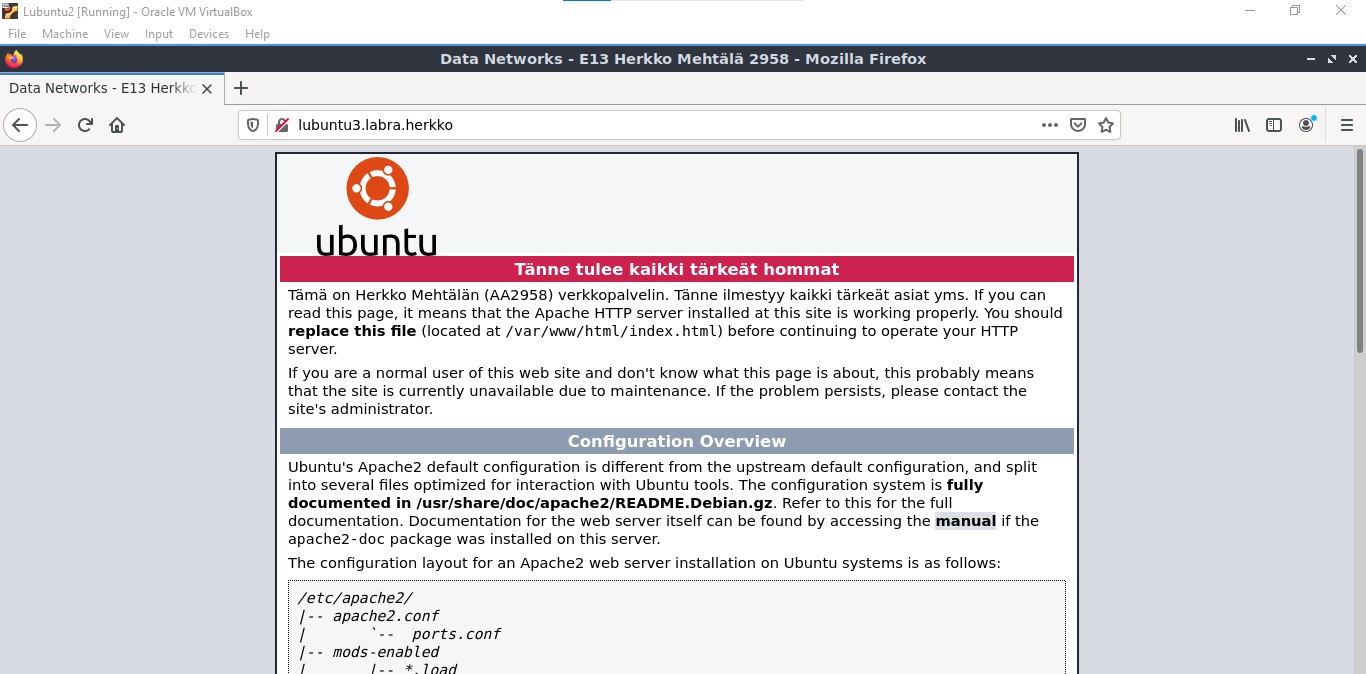 Lubuntu2 [Running] - Oracle VM VirtualBox
File Machine View Input Devices Help
Data Networks - E13 Herkko Mehtälä 2958 - Mozilla Firefox
Data Networks - E13 Herkko
lubuntu3.labra.herkko
ubuntu
Tänne tulee kaikki tärkeät hommat
Tämä on Herkko Mehtälän (AA2958) verkkopalvelin. Tänne ilmestyy kaikki tärkeät asiat yms. If you can
read this page, it means that the Apache HTTP server installed at this site is working properly. You should
replace this file (located at /var/www/html/index.html) before continuing to operate your HTTP
server.
If you are a normal user of this web site and don't know what this page is about, this probably means
that the site is currently unavailable due to maintenance. If the problem persists, please contact the
site's administrator.
Configuration Overview
Ubuntu's Apache2 default configuration is different from the upstream default configuration, and split
into several files optimized for interaction with Ubuntu tools. The configuration system is fully
documented in /usr/share/doc/apache2/README.Debian.gz. Refer to this for the full
documentation. Documentation for the web server itself can be found by accessing the manual if the
apache2-doc package was installed on this server.
The configuration layout for an Apache2 web server installation on Ubuntu systems is as follows:
/etc/apache2/
|-- apache2.conf
|       `--  ports.conf
|-- mods-enabled
|       |-- *.load